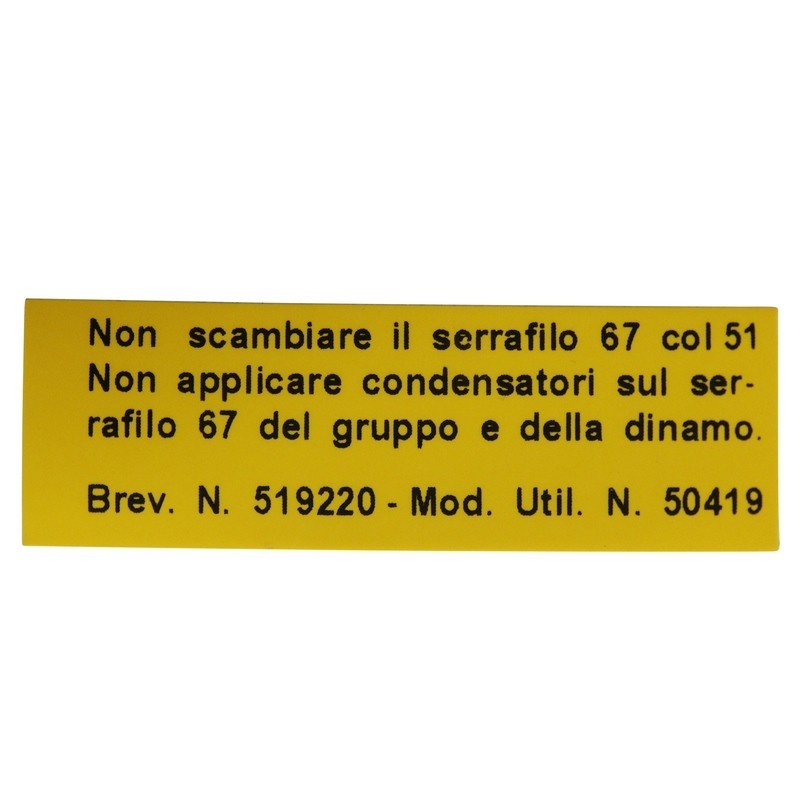 Non scambiare il serrafilo 67 col 51
Non applicare condensatori sul ser-
rafilo 67 del gruppo e della dinamo.
Brev. N. 519220 - Mod. Util. N. 50419